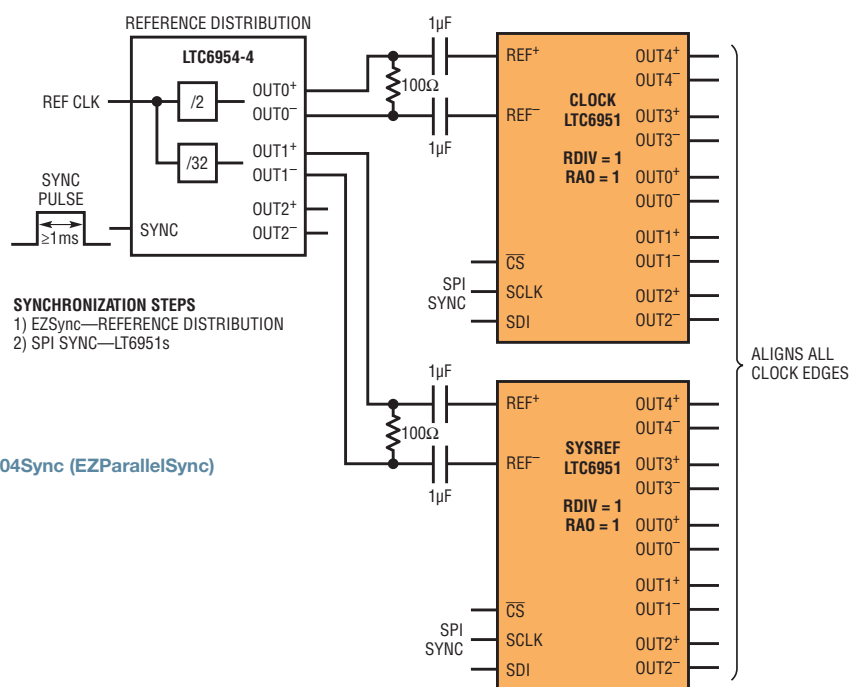 REFERENCE DISTRIBUTION
LTC6954-4
REF CLK
/2
/32
OUT0+
OUT0–
OUT1+
OUT1–
OUT2+
OUT2–
SYNC
PULSE
≥1ms
SYNC
SYNCHRONIZATION STEPS
1) EZSync—REFERENCE DISTRIBUTION
2) SPI SYNC—LT6951s
04Sync (EZParallelSync)
1µF
100Ω
1µF
REF+
REF–
CLOCK
LTC6951
RDIV = 1
RAO = 1
OUT4+
OUT4–
OUT3+
OUT3–
OUT0+
OUT0–
OUT1+
OUT1–
OUT2+
OUT2–
SPI
SYNC
CS
SCLK
SDI
ALIGNS ALL
CLOCK EDGES
1µF
100Ω
1µF
REF+
REF–
SYSREF
LTC6951
RDIV = 1
RAO = 1
OUT4+
OUT4–
OUT3+
OUT3–
OUT0+
OUT0–
OUT1+
OUT1–
OUT2+
OUT2–
SPI
SYNC
CS
SCLK
SDI